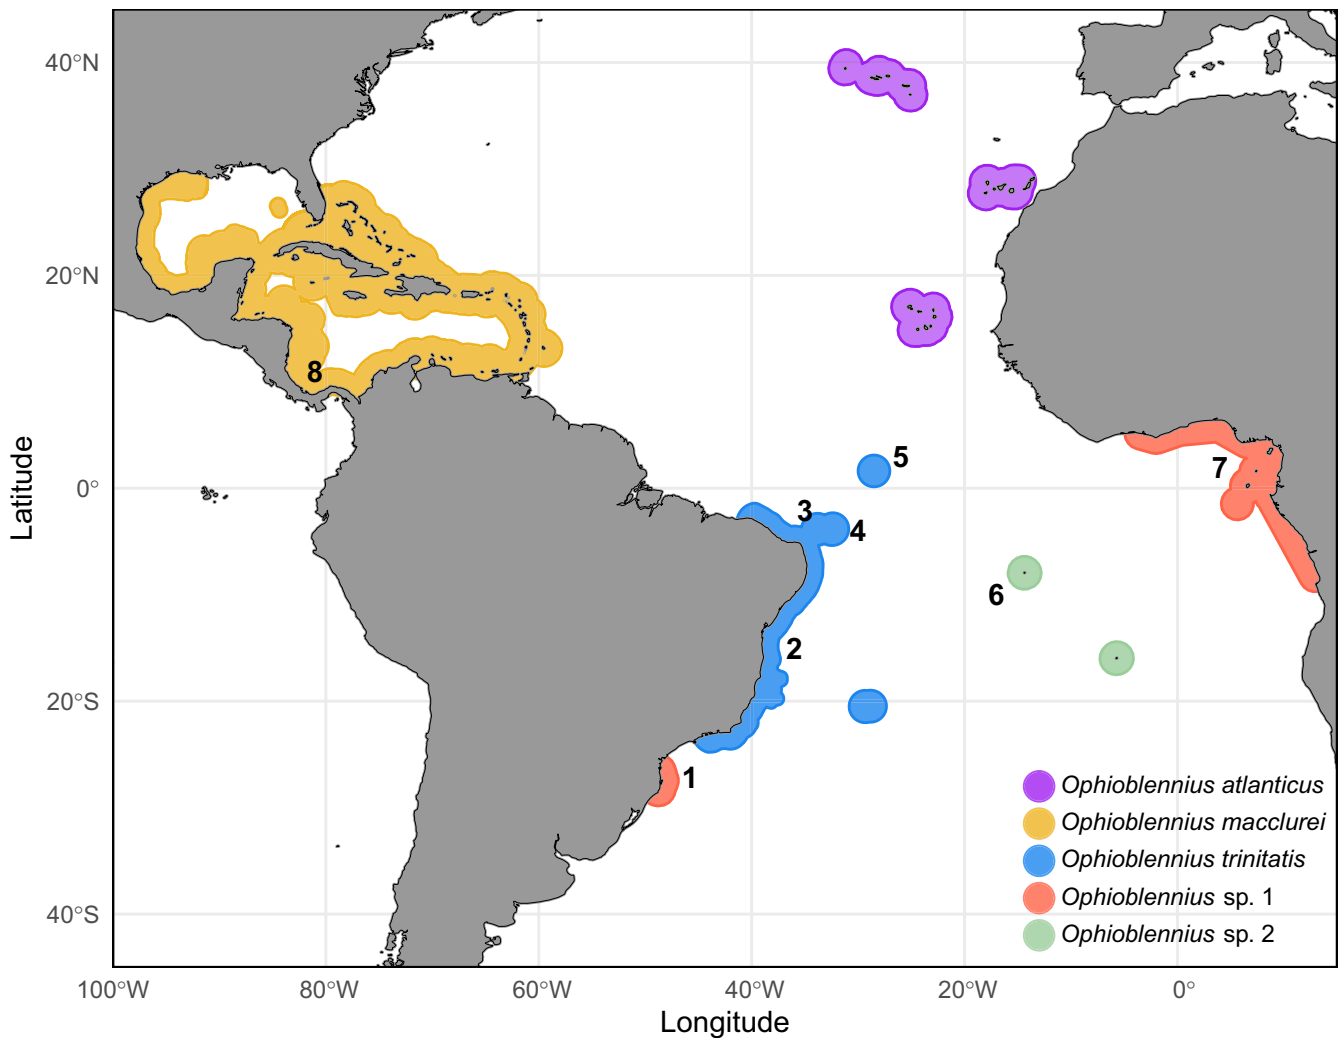 40°N
20°N
8
5
0°
7
3
4
6
2
20°S
1
Ophioblennius atlanticus
Ophioblennius macclurei
Ophioblennius trinitatis
Ophioblennius sp. 1
40°S
Ophioblennius sp. 2
100°W 80°W 60°W 40°W 20°W 0°
Longitude
Latitude